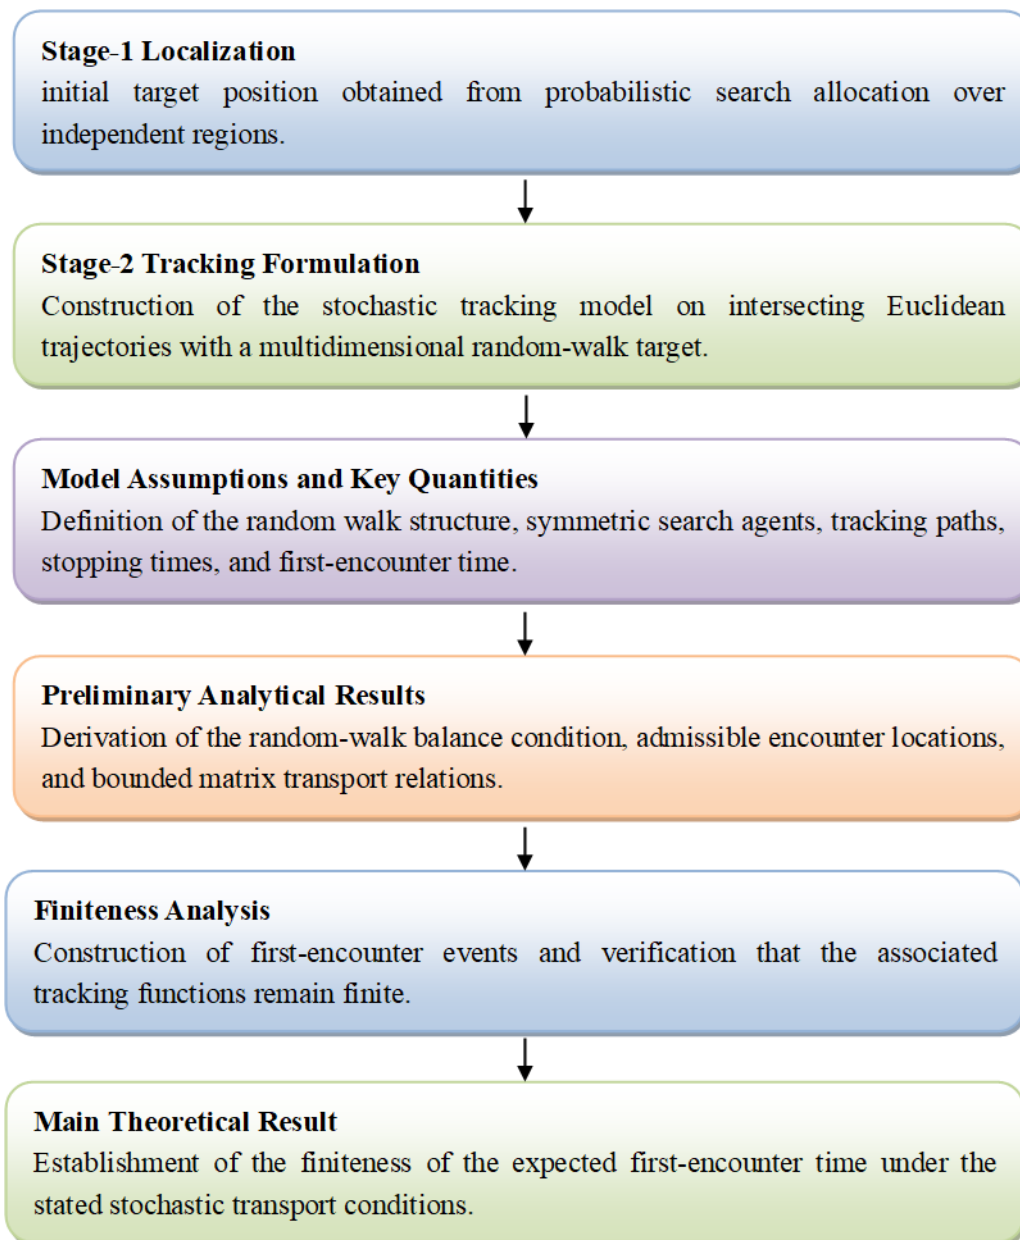 Stage-1 Localization
initial target position obtained from probabilistic search allocation over
independent regions.
Stage-2 Tracking Formulation
Construction of the stochastic tracking model on intersecting Euclidean
trajectories with a multidimensional random-walk target.
Model Assumptions and Key Quantities
Definition of the random walk structure, symmetric search agents, tracking paths,
stopping times, and first-encounter time.
Preliminary Analytical Results
Derivation of the random-walk balance condition, admissible encounter locations,
and bounded matrix transport relations.
Finiteness Analysis
Construction of first-encounter events and verification that the associated
tracking functions remain finite.
Main Theoretical Result
Establishment of the finiteness of the expected first-encounter time under the
stated stochastic transport conditions.